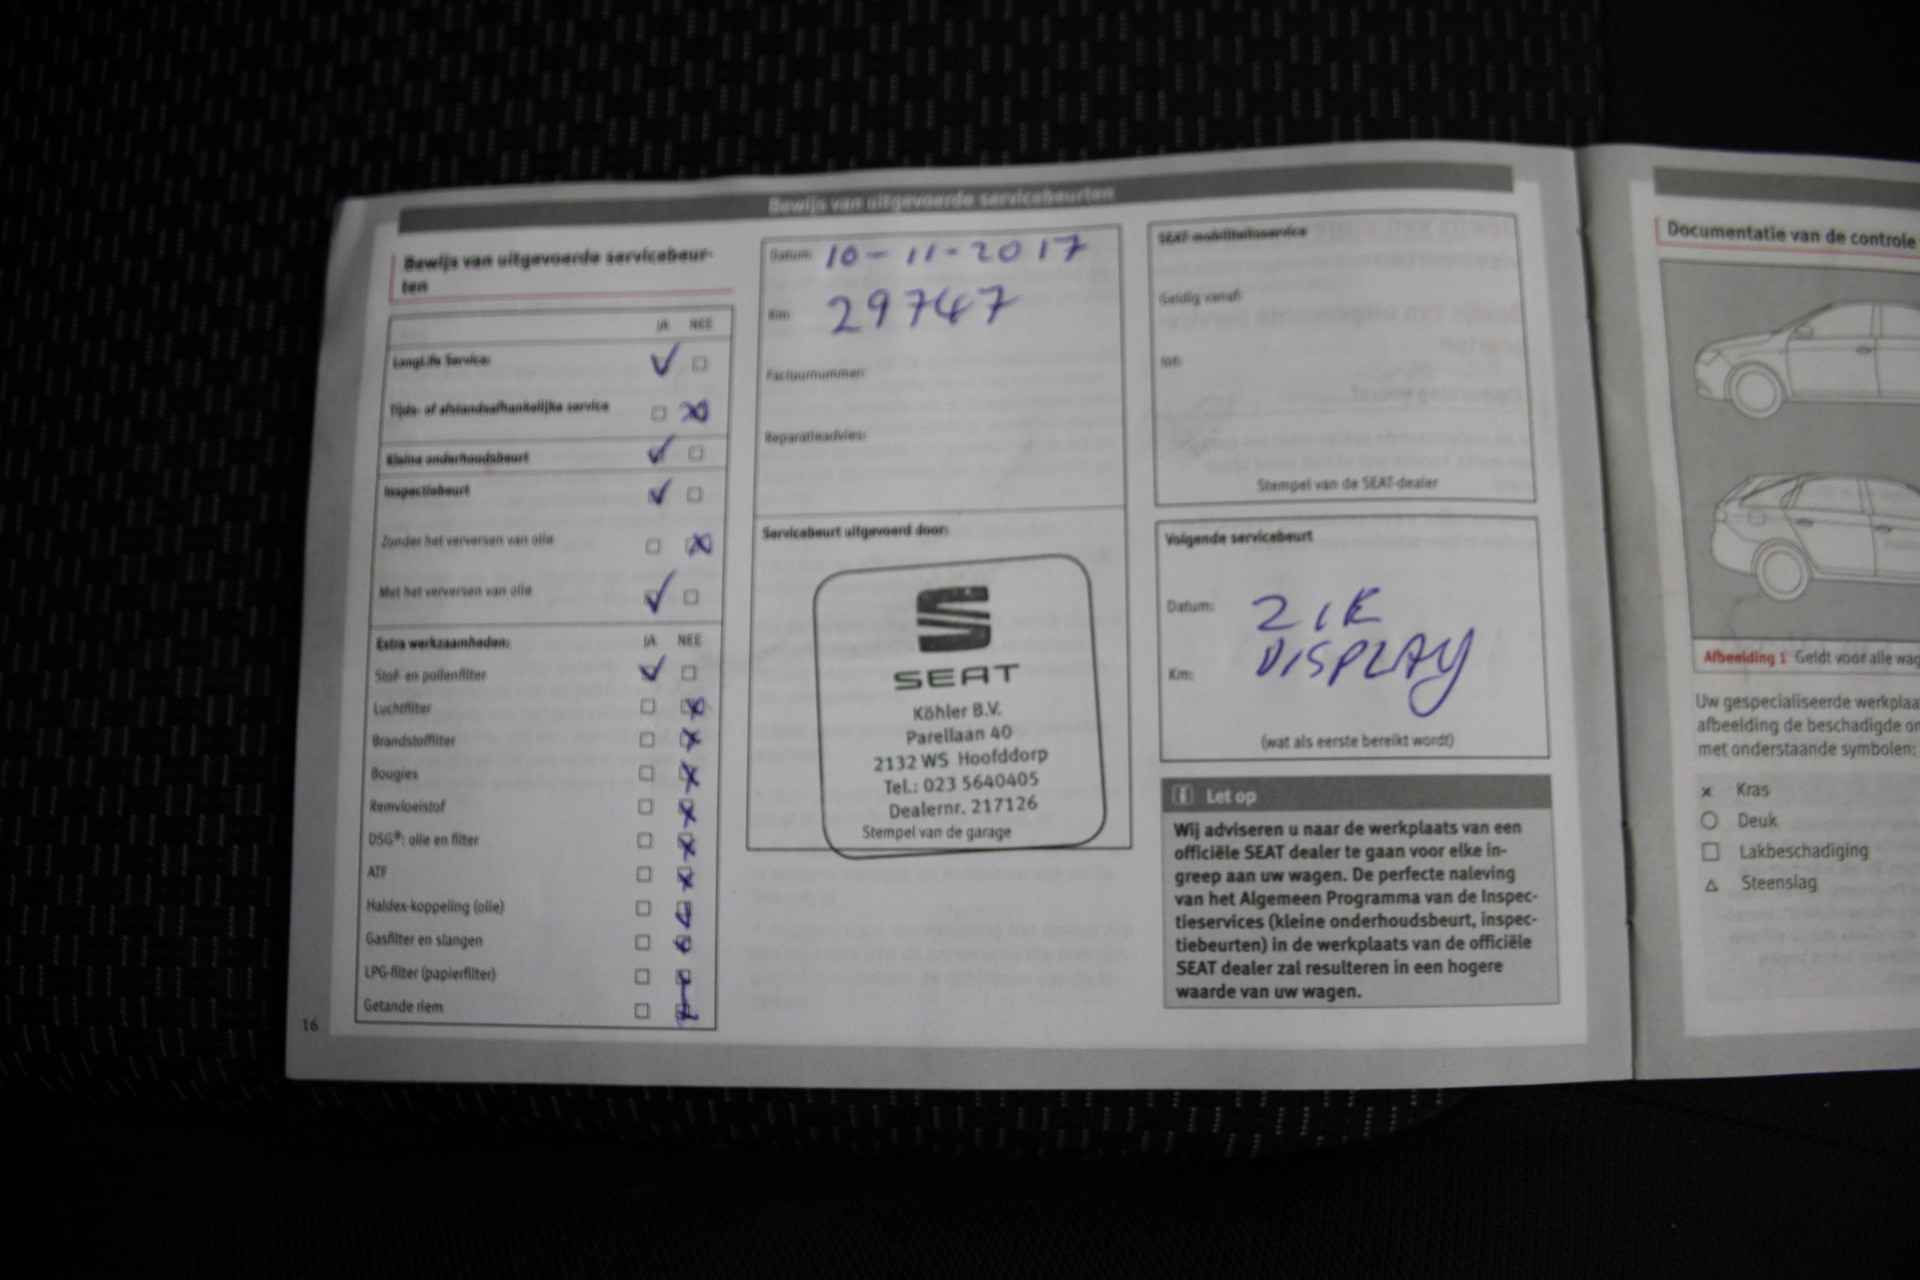 Bewijs van uitgevoerde servicebeurten
Bewijs van uitgevoerde servicebeur-
ten
JA NEE
LongLife Service:
Tijds- of afstandsafhankelijke service
Kleine onderhoudsbeurt
Inspectiebeurt
Zonder het verversen van olie
Met het verversen van olie
Extra werkzaamheden: JA NEE
Stof- en pollenfilter
Luchtfilter
Brandstoffilter
Bougies
Remvloeistof
DSG®: olie en filter
ATF
Haldex-koppeling (olie)
Gasfilter en slangen
LPG-filter (papierfilter)
Getande riem
16
Datum: 10-11-2017
Km: 29747
Factuurnummer:
Reparatieadvies:
Servicebeurt uitgevoerd door:
SEAT
Köhler B.V.
Parellaan 40
2132 WS Hoofddorp
Tel.: 023 5640405
Dealernr. 217126
Stempel van de garage
SEAT-mobiliteitsservice
Geldig vanaf:
tot:
Stempel van de SEAT-dealer
Volgende servicebeurt
Datum: ZIE
Km: DISPLAY
(wat als eerste bereikt wordt)
i Let op
Wij adviseren u naar de werkplaats van een
officiële SEAT dealer te gaan voor elke in-
greep aan uw wagen. De perfecte naleving
van het Algemeen Programma van de Inspec-
tieservices (kleine onderhoudsbeurt, inspec-
tiebeurten) in de werkplaats van de officiële
SEAT dealer zal resulteren in een hogere
waarde van uw wagen.
Documentatie van de controle
Afbeelding 1 Geldt voor alle wag
Uw gespecialiseerde werkplaa
afbeelding de beschadigde on
met onderstaande symbolen:
Kras
Deuk
Lakbeschadiging
Steenslag